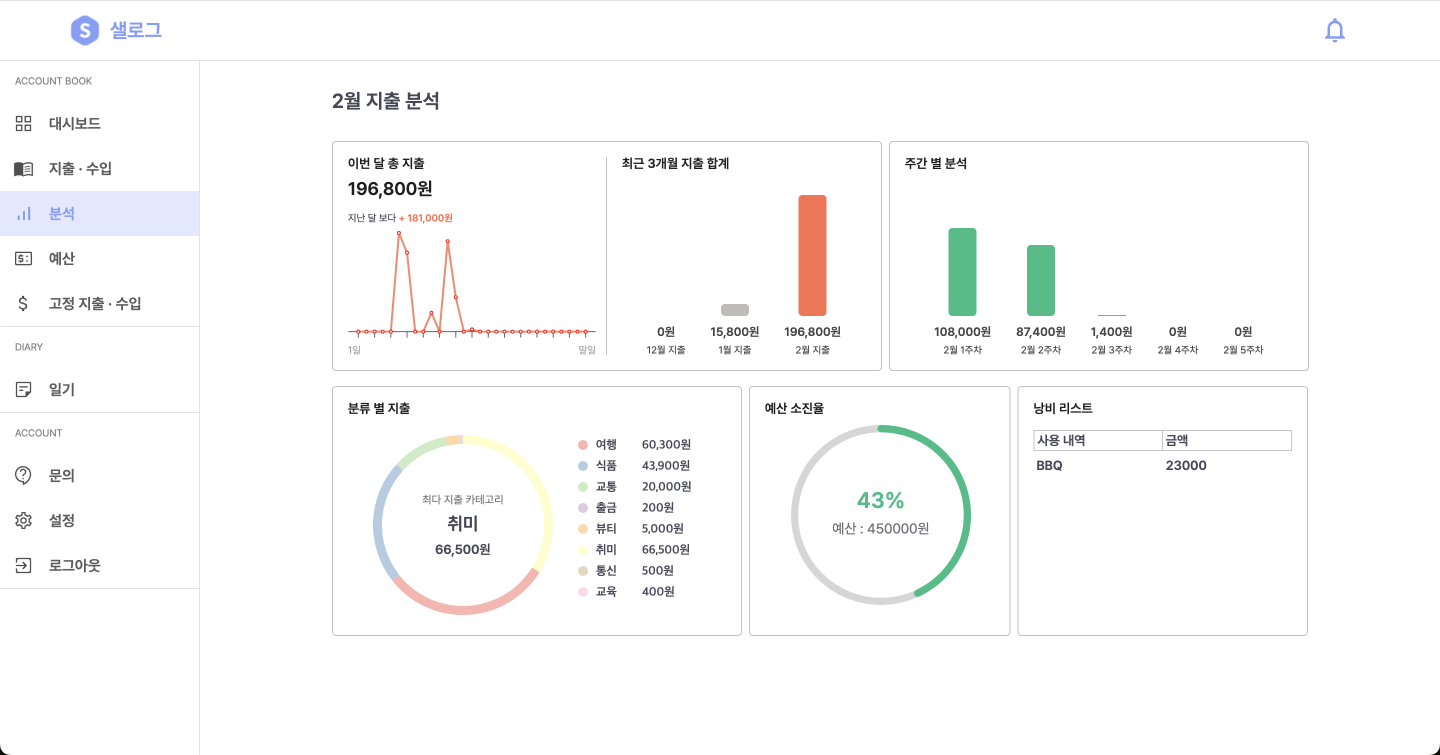 S 샐로그
ACCOUNT BOOK
대시보드
지출 · 수입
분석
예산
고정 지출 · 수입
DIARY
일기
ACCOUNT
문의
설정
로그아웃
2월 지출 분석
이번 달 총 지출
196,800원
지난 달 보다 + 181,000원
1일 말일
최근 3개월 지출 합계
0원 15,800원 196,800원
12월 지출 1월 지출 2월 지출
주간 별 분석
108,000원 87,400원 1,400원 0원 0원
2월 1주차 2월 2주차 2월 3주차 2월 4주차 2월 5주차
분류 별 지출
최다 지출 카테고리
취미
66,500원
여행 60,300원
식품 43,900원
교통 20,000원
출금 200원
뷰티 5,000원
취미 66,500원
통신 500원
교육 400원
예산 소진율
43%
예산 : 450000원
낭비 리스트
사용 내역 금액
BBQ 23000